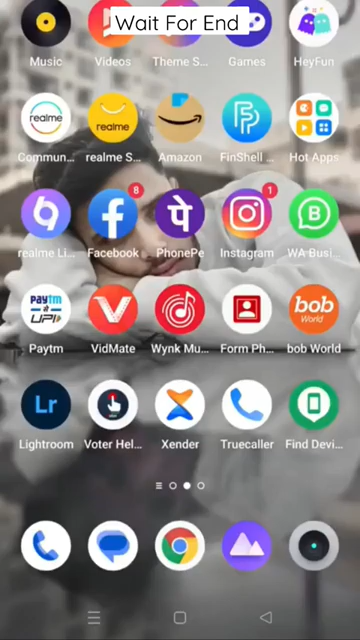 Wait For End
Music
Videos
Theme S...
Games
HeyFun
realme
realme
Commun...
realme S...
Amazon
FinShell ...
Hot Apps
8
1
realme Li...
Facebook
PhonePe
Instagram
WA Busi...
Paytm
UPI
bob
World
Paytm
VidMate
Wynk Mu...
Form Ph...
bob World
Lr
Lightroom
Voter Hel...
Xender
Truecaller
Find Devi...